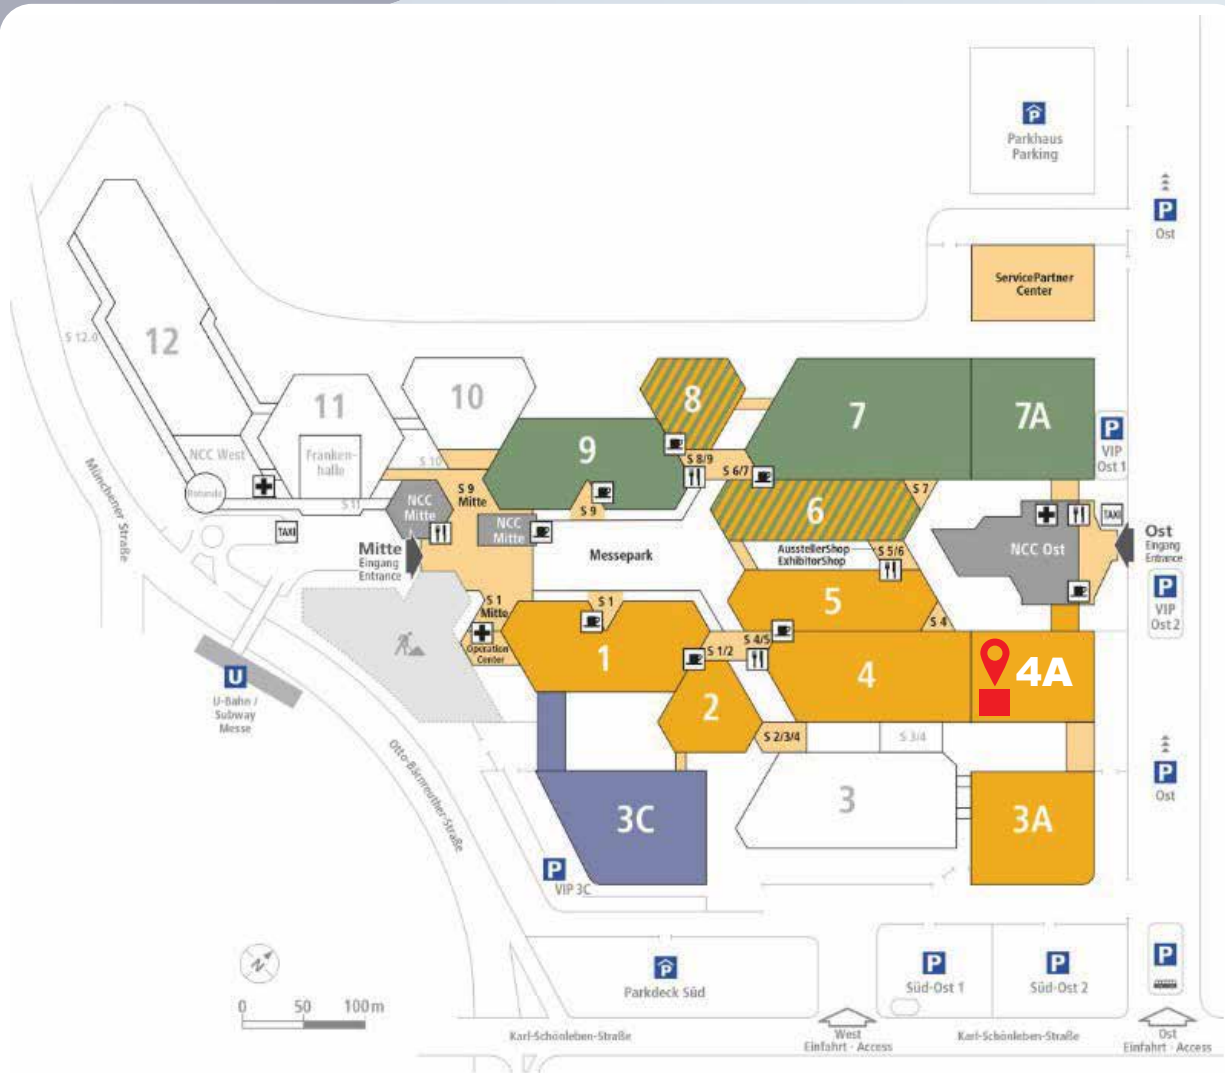 P
Parkhaus
Parking
P
Ost
ServicePartner
Center
12
S 12.0
11
Franken-
halle
10
S 10
S 11
NCC West
Rotunde
TAXI
8
9
7
7A
P
VIP
Ost 1
S 8/9
S 6/7
S 9
Mitte
S 9
S 7
NCC
Mitte
NCC
Mitte
6
Messepark
AusstellerShop
ExhibitorShop
S 5/6
NCC Ost
TAXI
Ost
Eingang
Entrance
Mitte
Eingang
Entrance
P
VIP
Ost 2
S 1
Mitte
S 1
5
S 4
Operation
Center
1
S 1/2
S 4/5
4
4A
2
S 2/3/4
S 3/4
U
U-Bahn /
Subway
Messe
Münchener Straße
Otto-Bärnreuther-Straße
P
Ost
3C
3
3A
P
VIP 3C
N
0 50 100 m
P
Parkdeck Süd
P
Süd-Ost 1
P
Süd-Ost 2
P
Karl-Schönleben-Straße
West
Einfahrt - Access
Karl-Schönleben-Straße
Ost
Einfahrt - Access